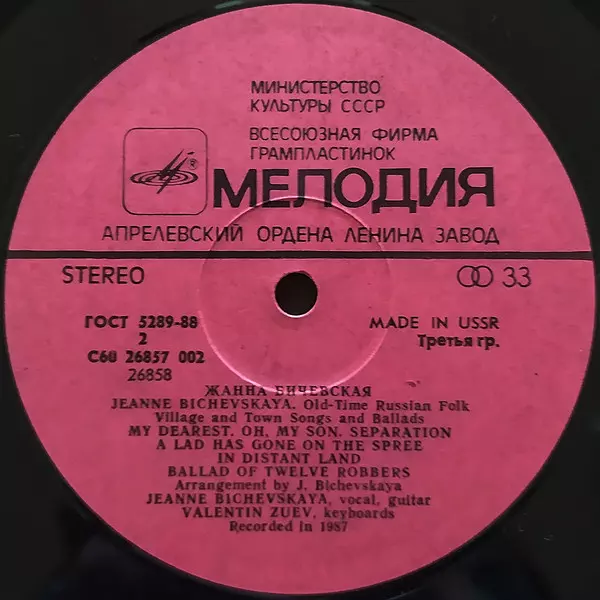 МИНИСТЕРСТВО
КУЛЬТУРЫ СССР
ВСЕСОЮЗНАЯ ФИРМА
ГРАМПЛАСТИНОК
МЕЛОДИЯ
АПРЕЛЕВСКИЙ ОРДЕНА ЛЕНИНА ЗАВОД
STEREO 33
ГОСТ 5289-88
MADE IN USSR
2
Третья гр.
С60 26857 002
26858
ЖАННА БИЧЕВСКАЯ
JEANNE BICHEVSKAYA. Old-Time Russian Folk
Village and Town Songs and Ballads
MY DEAREST. OH, MY SON. SEPARATION
A LAD HAS GONE ON THE SPREE
IN DISTANT LAND
BALLAD OF TWELVE ROBBERS
Arrangement by J. Bichevskaya
JEANNE BICHEVSKAYA, vocal, guitar
VALENTIN ZUEV, keyboards
Recorded in 1987